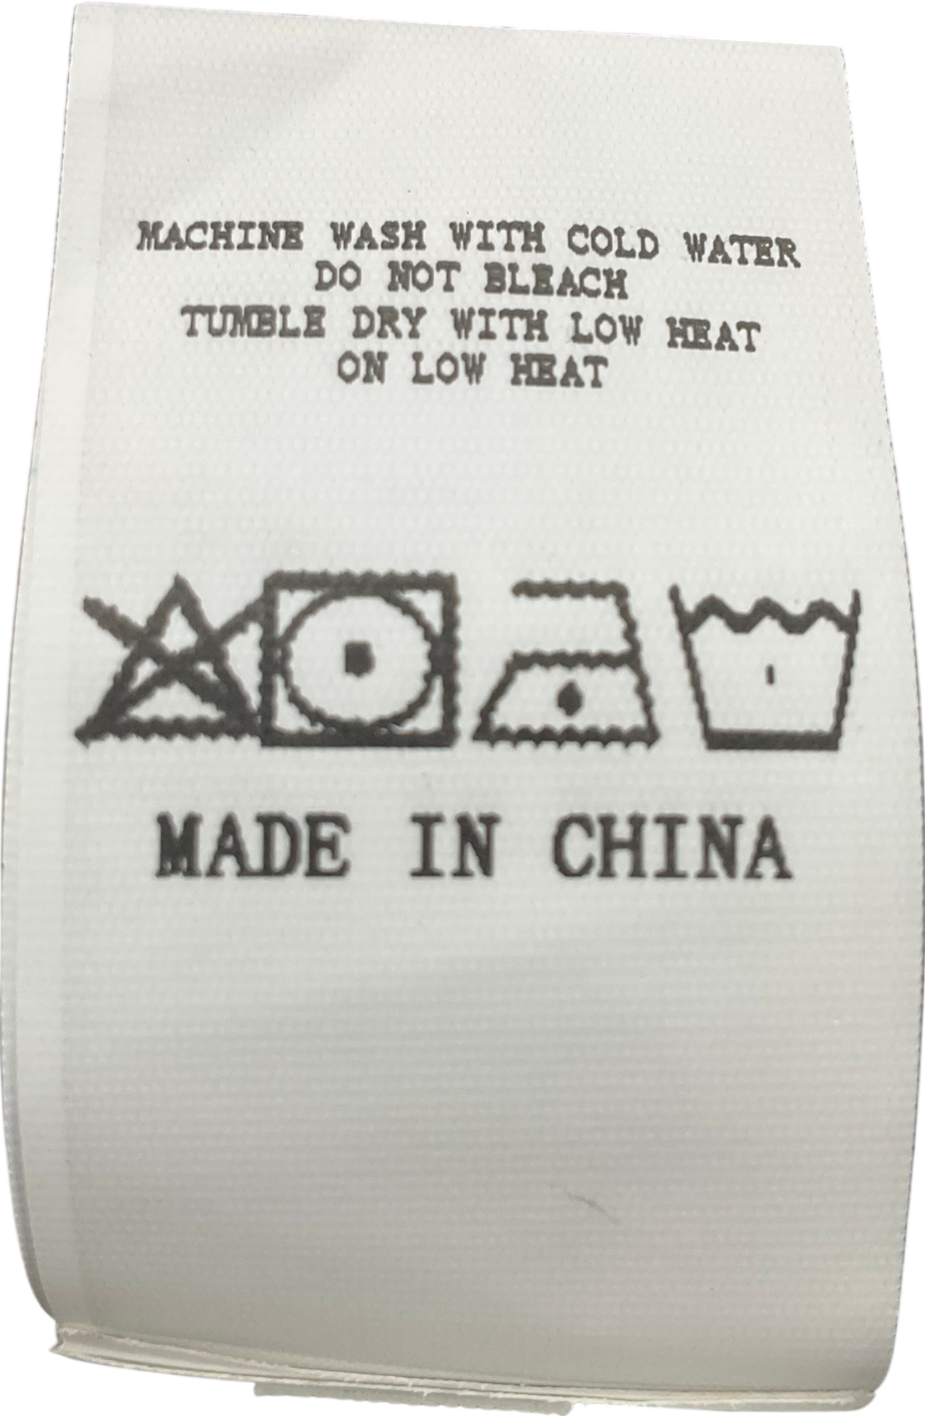 MACHINE WASH WITH COLD WATER
DO NOT BLEACH
TUMBLE DRY WITH LOW HEAT
ON LOW HEAT
MADE IN CHINA